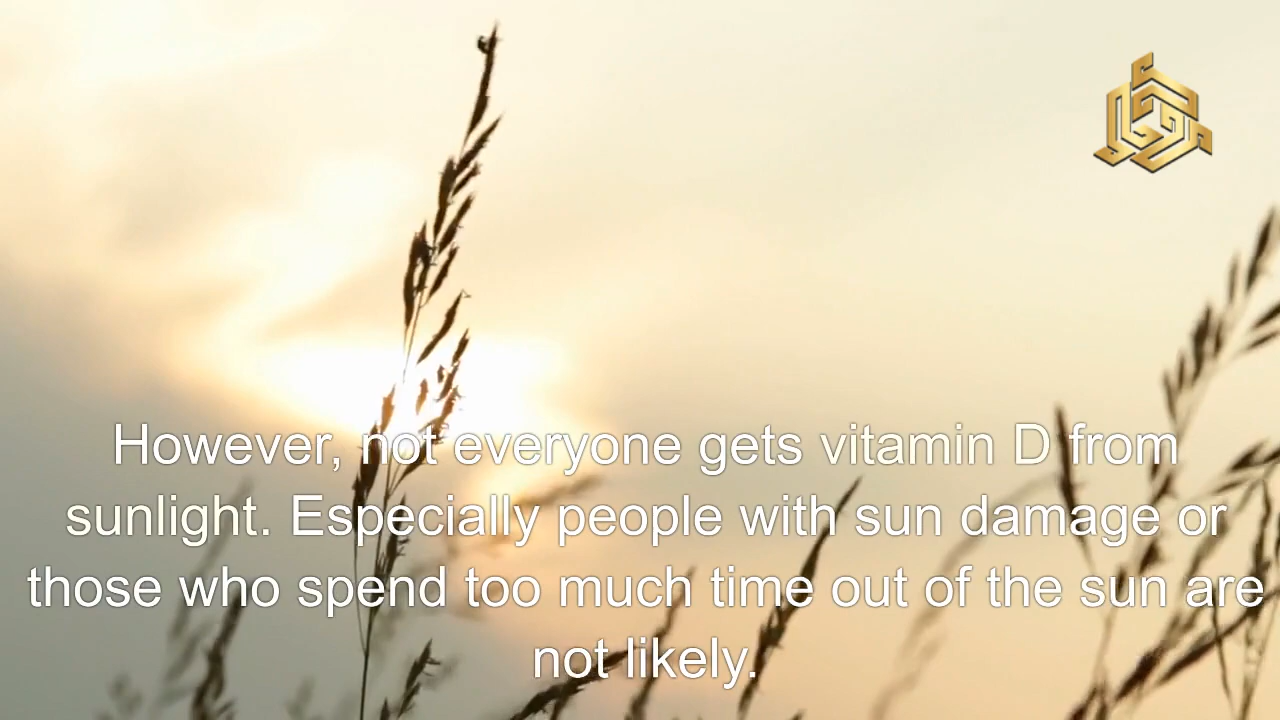 However, not everyone gets vitamin D from
sunlight. Especially people with sun damage or
those who spend too much time out of the sun are
not likely.